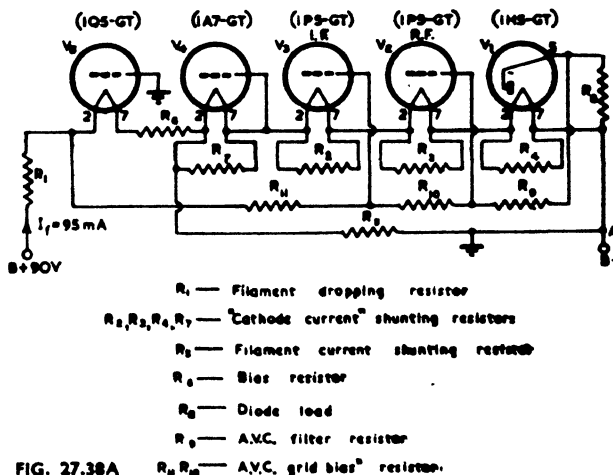 (1Q5-GT) (1A7-GT) (1P5-GT) (1P5-GT) (1H5-GT)
I.F. R.F.
V5 V4 V3 V2 V1
5
R8
2 7 R6 2 7 2 7 2 7 2 7
R7 R2 R3 R4
R1
R11 R10 R9
If=95mA
R5
A
B+90V B-
R1 — Filament dropping resistor
R2,R3,R4,R7 — "Cathode current" shunting resistors
R5 — Filament current shunting resistor
R6 — Bias resistor
R8 — Diode load
R9 — A.V.C. filter resistor
FIG. 27.38A R11 R10 — A.V.C. grid bias" resistor.